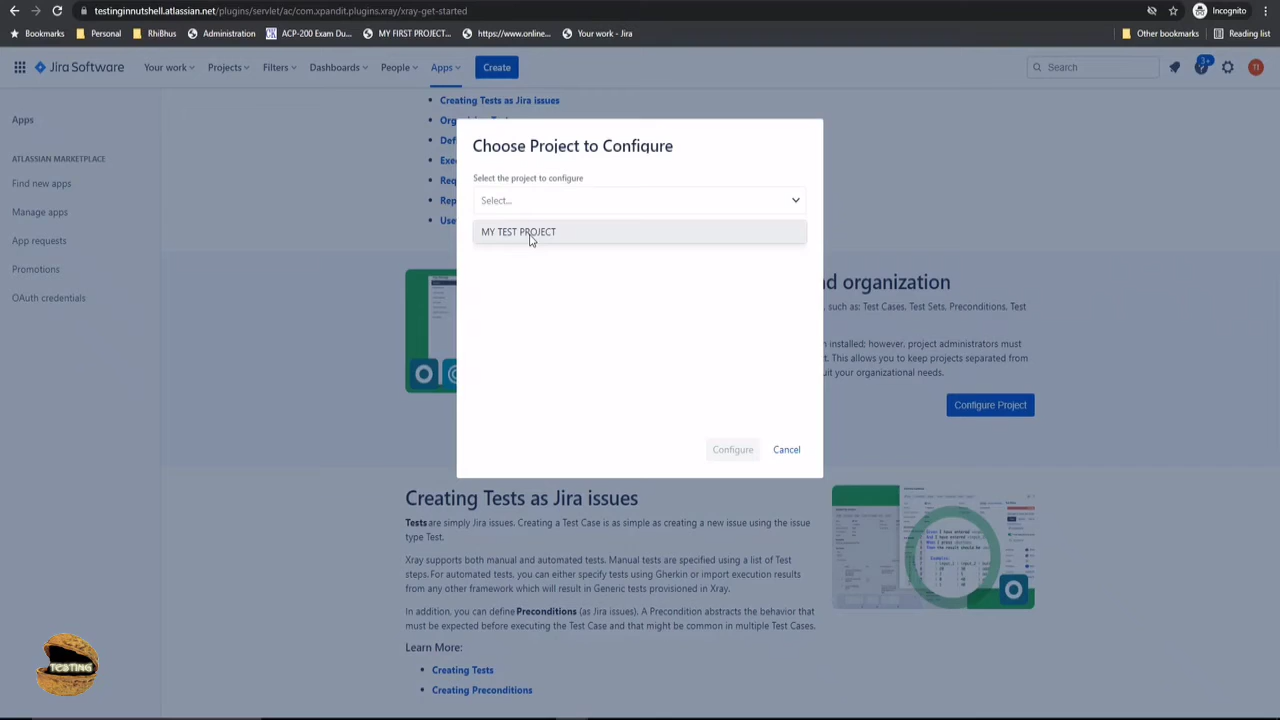 testinginnutshell.atlassian.net/plugins/servlet/ac/com.xpandit.plugins.xray/xray-get-started
Incognito
Bookmarks
Personal
RhiBhus
Administration
ACP-200 Exam Du...
MY FIRST PROJECT...
https://www.online...
Your work - Jira
Other bookmarks
Reading list
Jira Software
Your work
Projects
Filters
Dashboards
People
Apps
Create
Search
3+
TI
Apps
ATLASSIAN MARKETPLACE
Find new apps
Manage apps
App requests
Promotions
OAuth credentials
Creating Tests as Jira issues
Choose Project to Configure
Select the project to configure
Select...
MY TEST PROJECT
Configure
Cancel
d organization
, such as: Test Cases, Test Sets, Preconditions, Test
installed; however, project administrators must
t. This allows you to keep projects separated from
uit your organizational needs.
Configure Project
Creating Tests as Jira issues
Tests are simply Jira issues. Creating a Test Case is as simple as creating a new issue using the issue
type Test.
Xray supports both manual and automated tests. Manual tests are specified using a list of Test
steps. For automated tests, you can either specify tests using Gherkin or import execution results
from any other framework which will result in Generic tests provisioned in Xray.
In addition, you can define Preconditions (as Jira issues). A Precondition abstracts the behavior that
must be expected before executing the Test Case and that might be common in multiple Test Cases.
Learn More:
Creating Tests
Creating Preconditions
TESTING